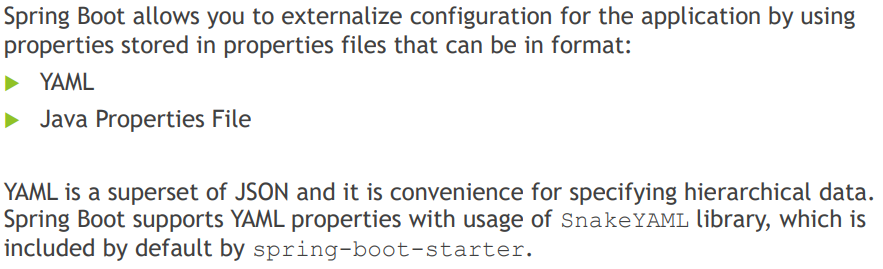 Spring Boot allows you to externalize configuration for the application by using
properties stored in properties files that can be in format:
YAML
Java Properties File
YAML is a superset of JSON and it is convenience for specifying hierarchical data.
Spring Boot supports YAML properties with usage of SnakeYAML library, which is
included by default by spring-boot-starter.